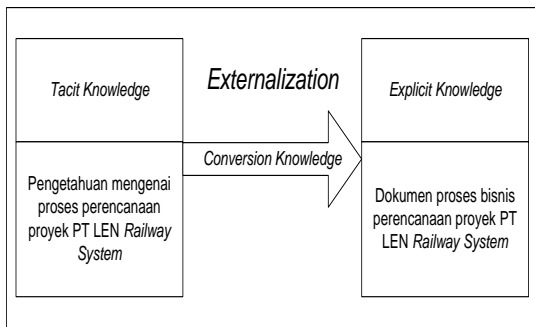 Tacit Knowledge
Pengetahuan mengenai
proses perencanaan
proyek PT LEN Railway
System
Externalization
Conversion Knowledge
Explicit Knowledge
Dokumen proses bisnis
perencanaan proyek PT
LEN Railway System